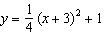 y = 1/4 (x + 3)² + 1